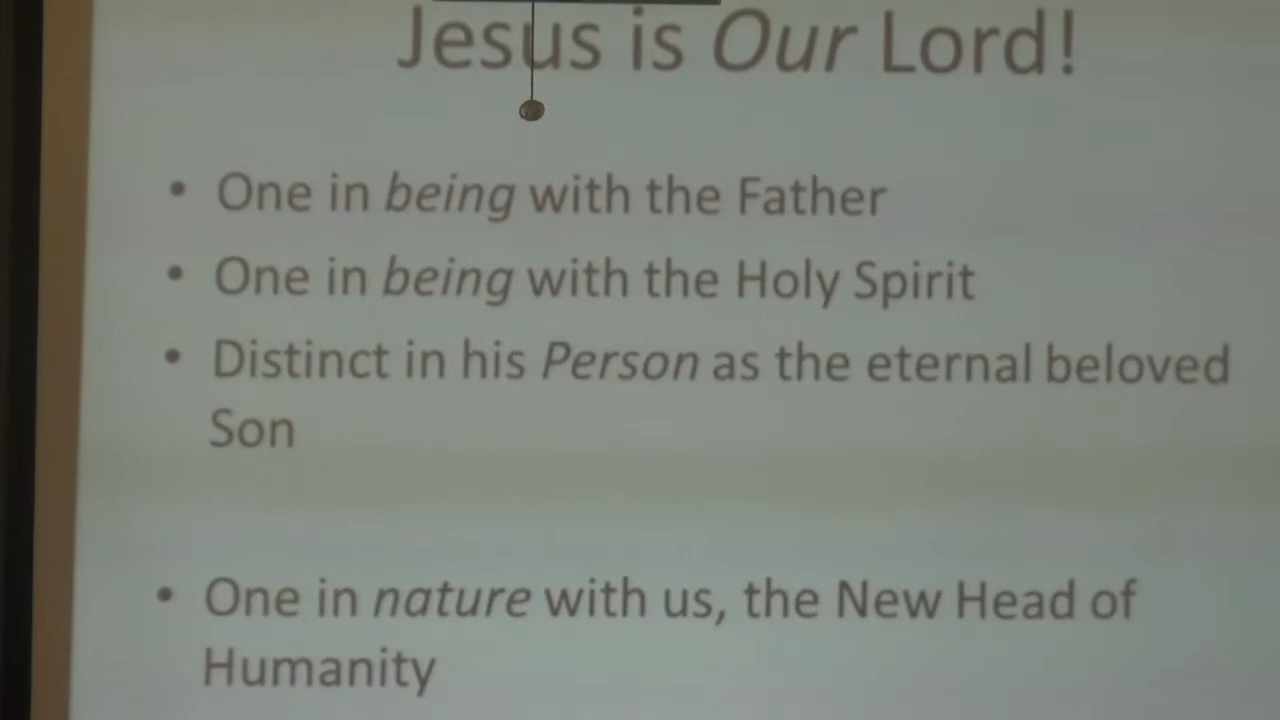 Jesus is Our Lord!
• One in being with the Father
• One in being with the Holy Spirit
• Distinct in his Person as the eternal beloved
Son
• One in nature with us, the New Head of
Humanity